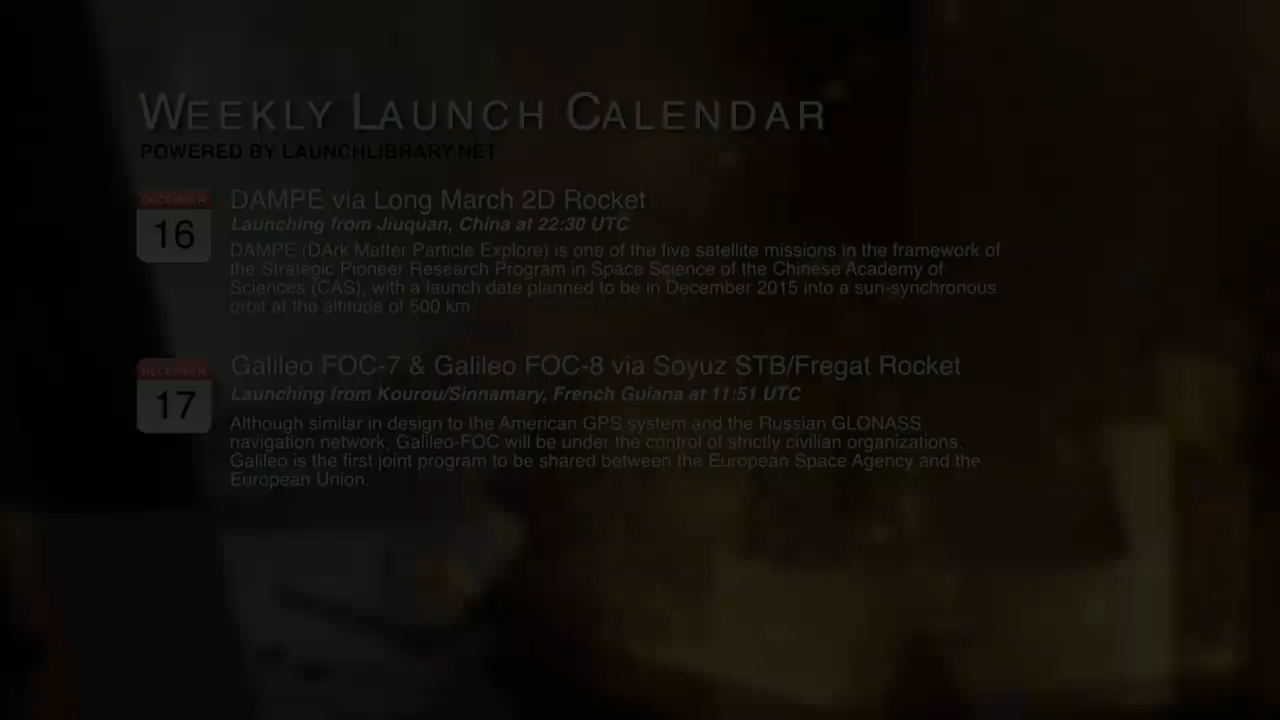 WEEKLY LAUNCH CALENDAR
POWERED BY LAUNCHLIBRARY.NET
DECEMBER
16
DAMPE via Long March 2D Rocket
Launching from Jiuquan, China at 22:30 UTC
DAMPE (DArk Matter Particle Explore) is one of the five satellite missions in the framework of
the Strategic Pioneer Research Program in Space Science of the Chinese Academy of
Sciences (CAS), with a launch date planned to be in December 2015 into a sun-synchronous
orbit at the altitude of 500 km
DECEMBER
17
Galileo FOC-7 & Galileo FOC-8 via Soyuz STB/Fregat Rocket
Launching from Kourou/Sinnamary, French Guiana at 11:51 UTC
Although similar in design to the American GPS system and the Russian GLONASS
navigation network, Galileo-FOC will be under the control of strictly civilian organizations.
Galileo is the first joint program to be shared between the European Space Agency and the
European Union.